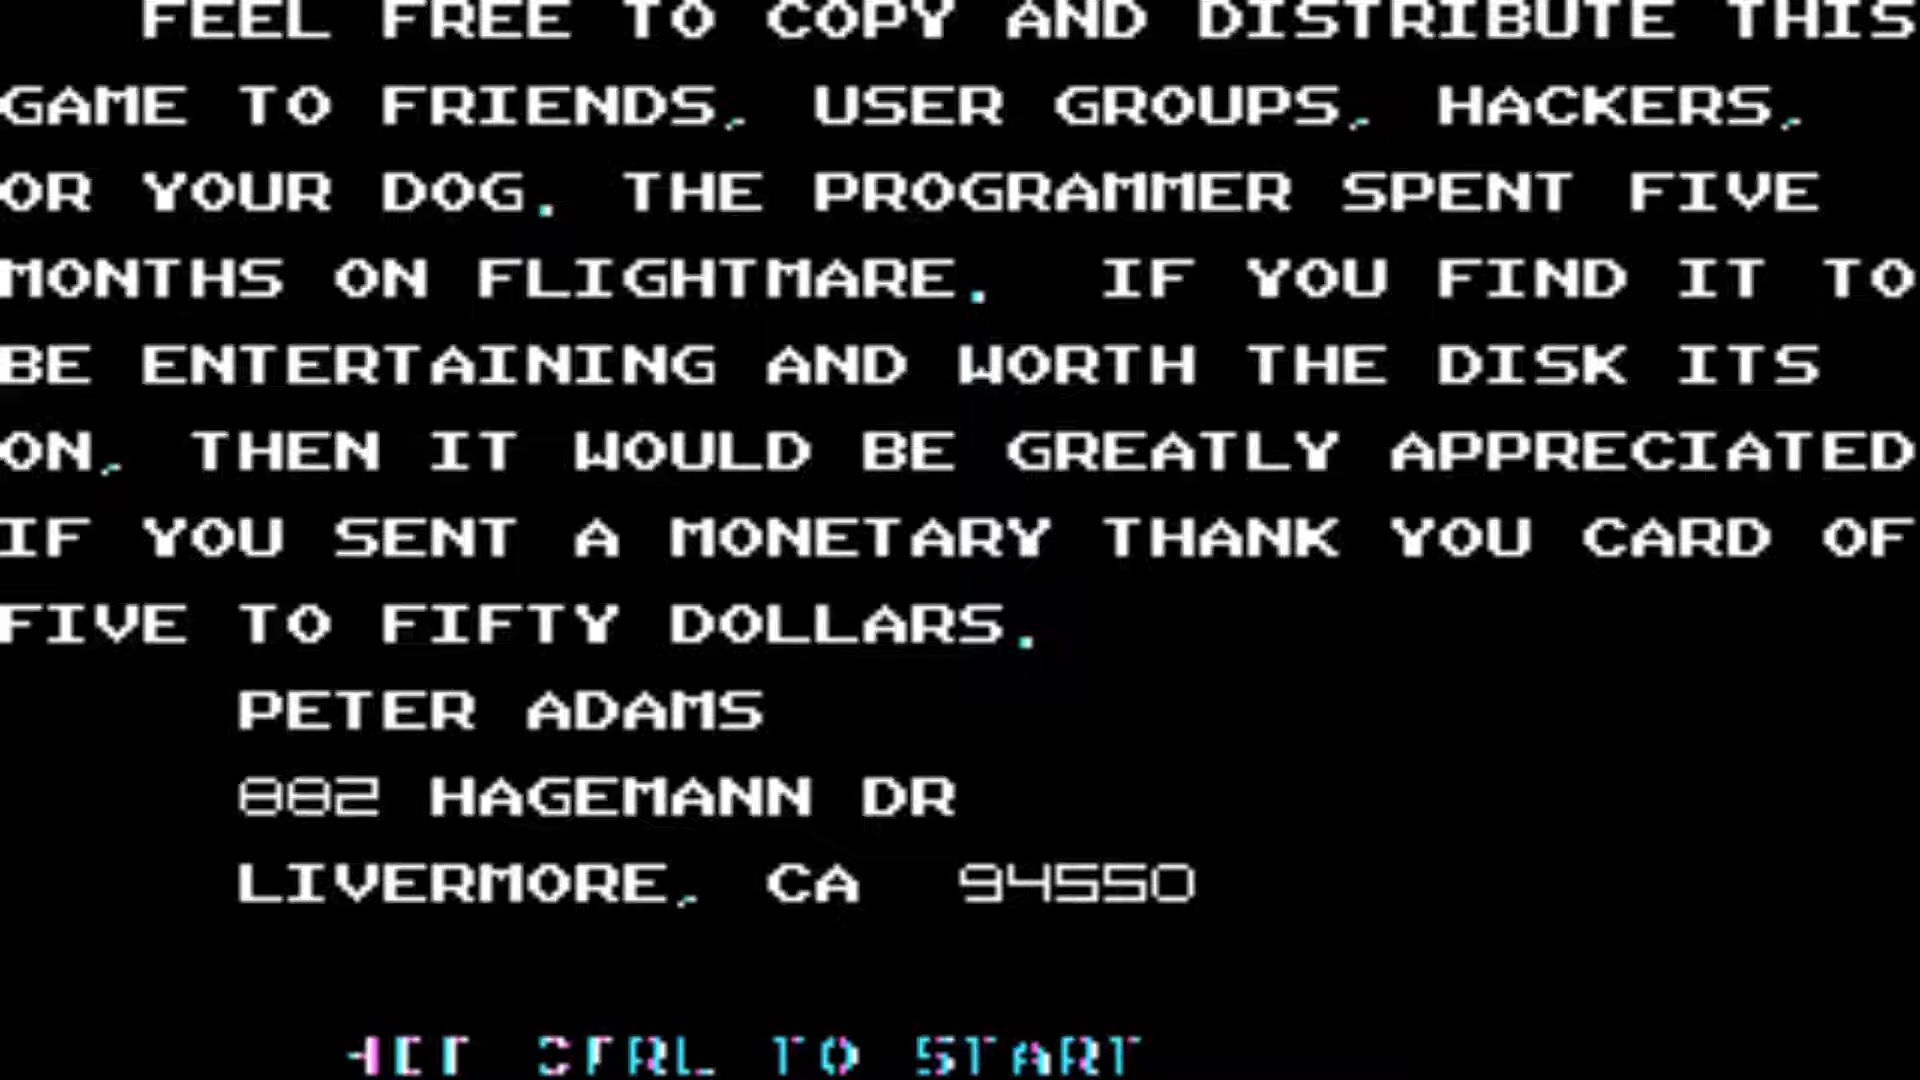 FEEL FREE TO COPY AND DISTRIBUTE THIS
GAME TO FRIENDS, USER GROUPS, HACKERS,
OR YOUR DOG. THE PROGRAMMER SPENT FIVE
MONTHS ON FLIGHTMARE.  IF YOU FIND IT TO
BE ENTERTAINING AND WORTH THE DISK ITS
ON, THEN IT WOULD BE GREATLY APPRECIATED
IF YOU SENT A MONETARY THANK YOU CARD OF
FIVE TO FIFTY DOLLARS.
PETER ADAMS
882 HAGEMANN DR
LIVERMORE, CA  94550
HIT CTRL TO START